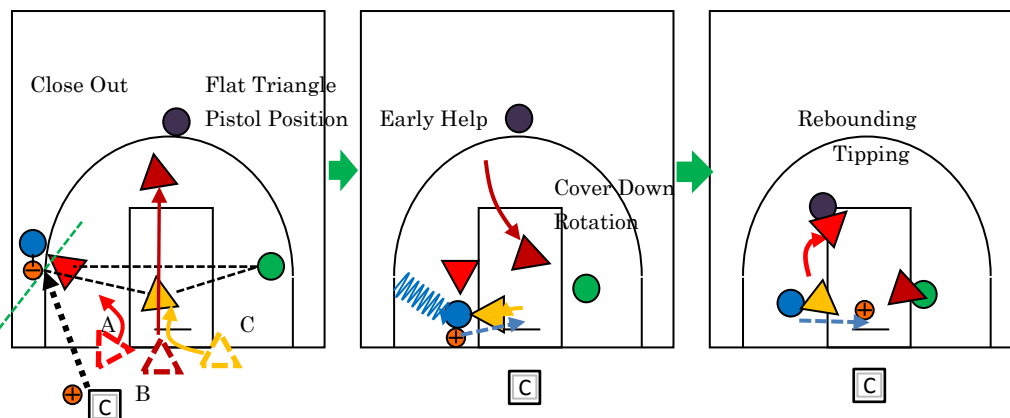 Close Out
Flat Triangle
Pistol Position
A
C
B
C
Early Help
Cover Down
Rotation
C
Rebounding
Tipping
C